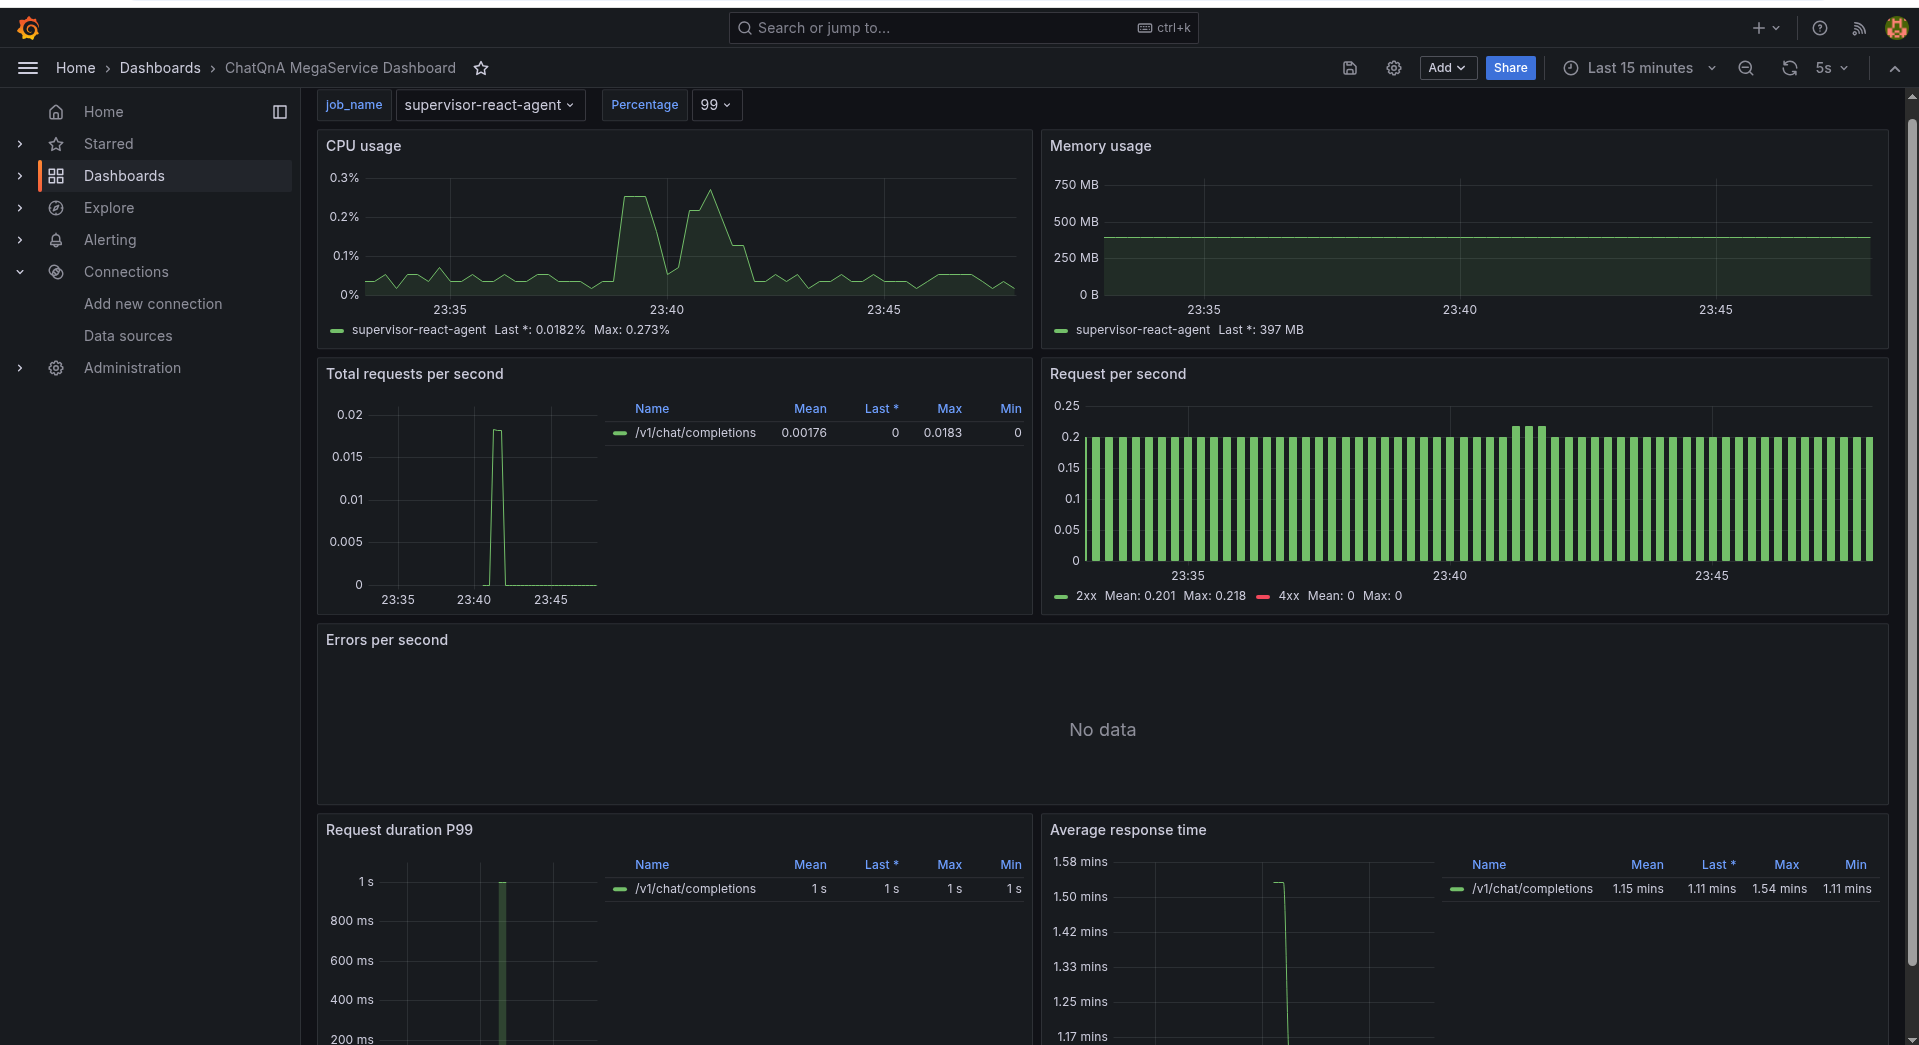 Search or jump to...
ctrl+k
Home › Dashboards › ChatQnA MegaService Dashboard
Add
Share
Last 15 minutes
5s
Home
Starred
Dashboards
Explore
Alerting
Connections
Add new connection
Data sources
Administration
job_name supervisor-react-agent Percentage 99
CPU usage
0.3%
0.2%
0.1%
0%
23:35 23:40 23:45
supervisor-react-agent Last *: 0.0182% Max: 0.273%
Memory usage
750 MB
500 MB
250 MB
0 B
23:35 23:40 23:45
supervisor-react-agent Last *: 397 MB
Total requests per second
0.02
0.015
0.01
0.005
0
23:35 23:40 23:45
Name Mean Last * Max Min
/v1/chat/completions 0.00176 0 0.0183 0
Request per second
0.25
0.2
0.15
0.1
0.05
0
23:35 23:40 23:45
2xx Mean: 0.201 Max: 0.218 4xx Mean: 0 Max: 0
Errors per second
No data
Request duration P99
1 s
800 ms
600 ms
400 ms
200 ms
Name Mean Last * Max Min
/v1/chat/completions 1 s 1 s 1 s 1 s
Average response time
1.58 mins
1.50 mins
1.42 mins
1.33 mins
1.25 mins
1.17 mins
Name Mean Last * Max Min
/v1/chat/completions 1.15 mins 1.11 mins 1.54 mins 1.11 mins